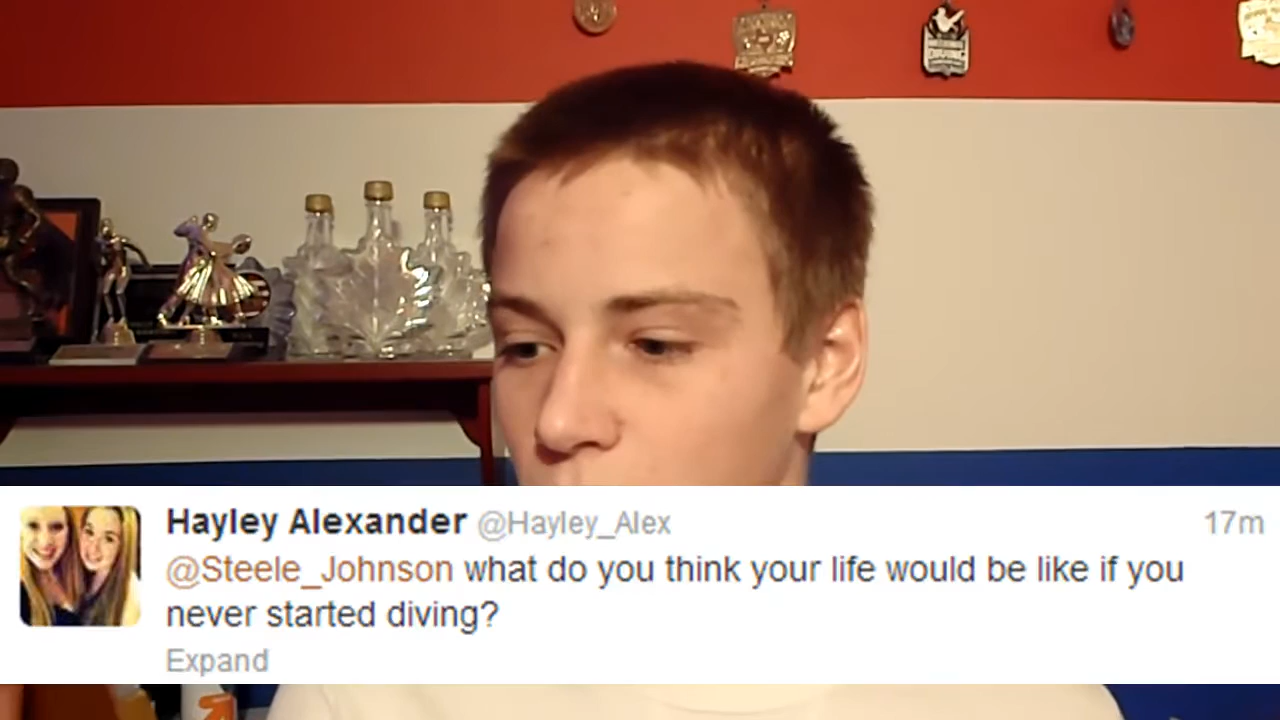 Hayley Alexander @Hayley_Alex 17m
@Steele_Johnson what do you think your life would be like if you
never started diving?
Expand